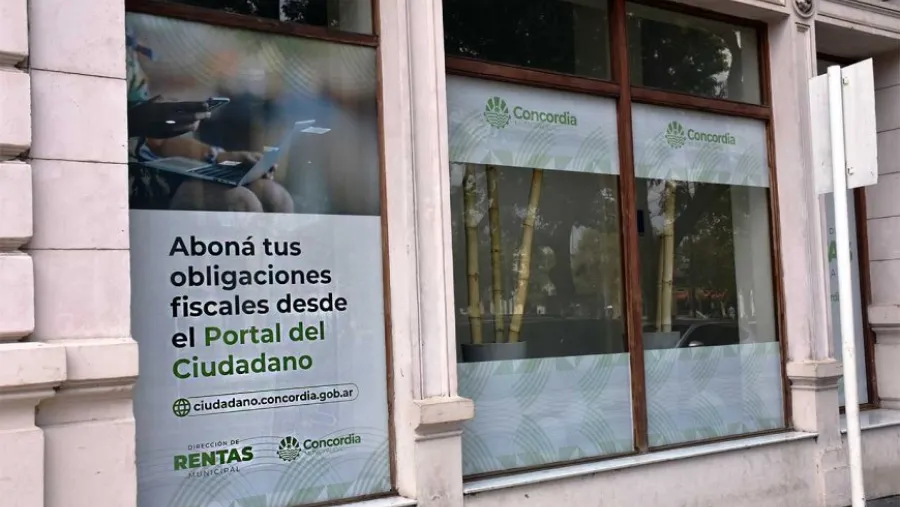 Aboná tus
obligaciones
fiscales desde
el Portal del
Ciudadano
ciudadano.concordia.gob.ar
DIRECCIÓN DE
RENTAS
MUNICIPAL
Concordia
Concordia
Concordia